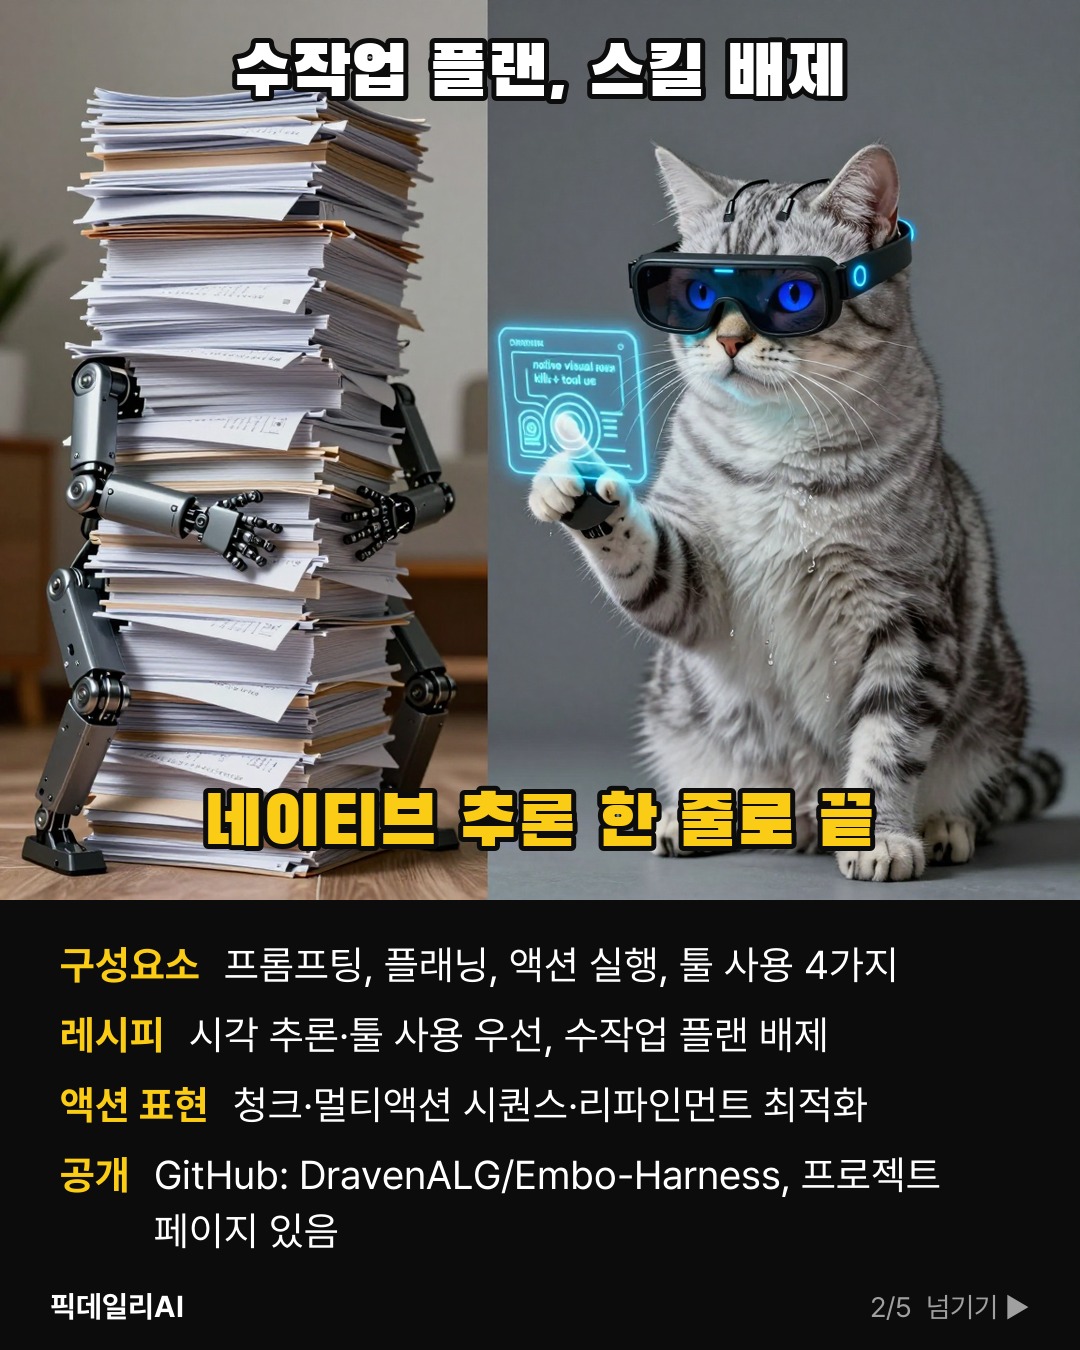 수작업 플랜, 스킬 배제
native visual
kills + tool use
네이티브 추론 한 줄로 끝
구성요소 프롬프팅, 플래닝, 액션 실행, 툴 사용 4가지
레시피 시각 추론·툴 사용 우선, 수작업 플랜 배제
액션 표현 청크·멀티액션 시퀀스·리파인먼트 최적화
공개 GitHub: DravenALG/Embo-Harness, 프로젝트
페이지 있음
픽데일리AI
2/5 넘기기 ▶